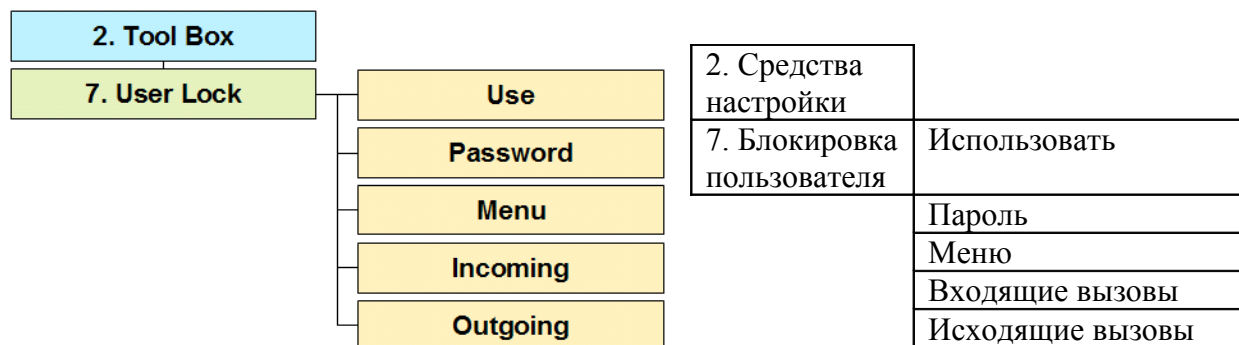 2. Tool Box
7. User Lock
Use
Password
Menu
Incoming
Outgoing
2. Средства
настройки
7. Блокировка
пользователя
Использовать
Пароль
Меню
Входящие вызовы
Исходящие вызовы